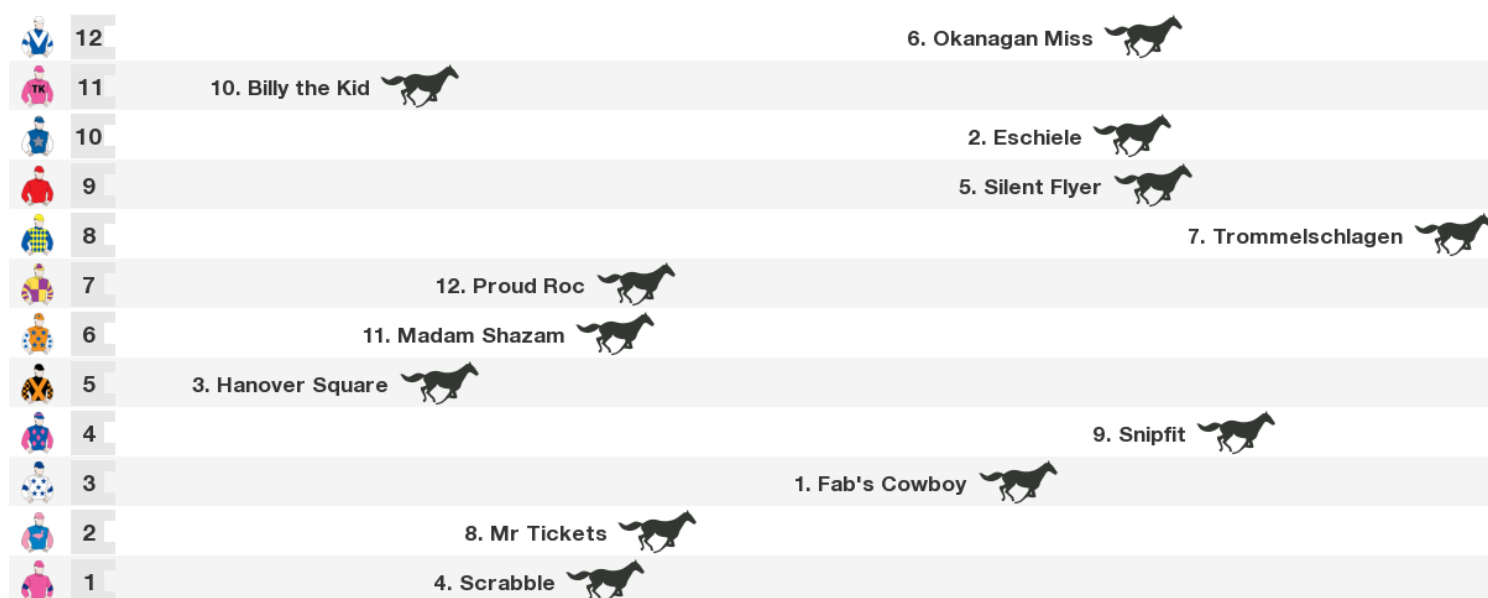 12 6. Okanagan Miss
TK 11 10. Billy the Kid
10 2. Eschiele
9 5. Silent Flyer
8 7. Trommelschlagen
7 12. Proud Roc
6 11. Madam Shazam
5 3. Hanover Square
4 9. Snipfit
3 1. Fab's Cowboy
2 8. Mr Tickets
1 4. Scrabble